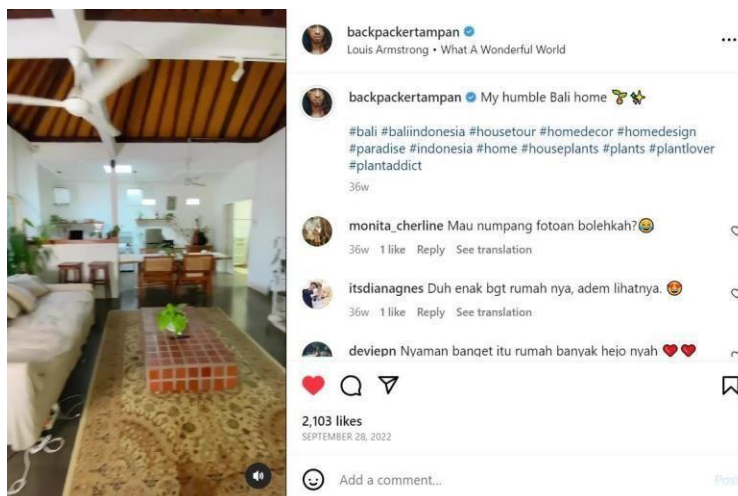 backpackertampan
Louis Armstrong • What A Wonderful World
backpackertampan My humble Bali home 🌱✨
#bali #baliindonesia #housetour #homedecor #homedesign
#paradise #indonesia #home #houseplants #plants #plantlover
#plantaddict
36w
monita_cherline Mau numpang fotoan bolehkah?😂
36w 1 like Reply See translation
itsdianagnes Duh enak bgt rumah nya, adem lihatnya. 🤩
36w 1 like Reply See translation
deviepn Nyaman banget itu rumah banyak hejo nyah ❤️❤️
2,103 likes
SEPTEMBER 28, 2022
Add a comment...
Post